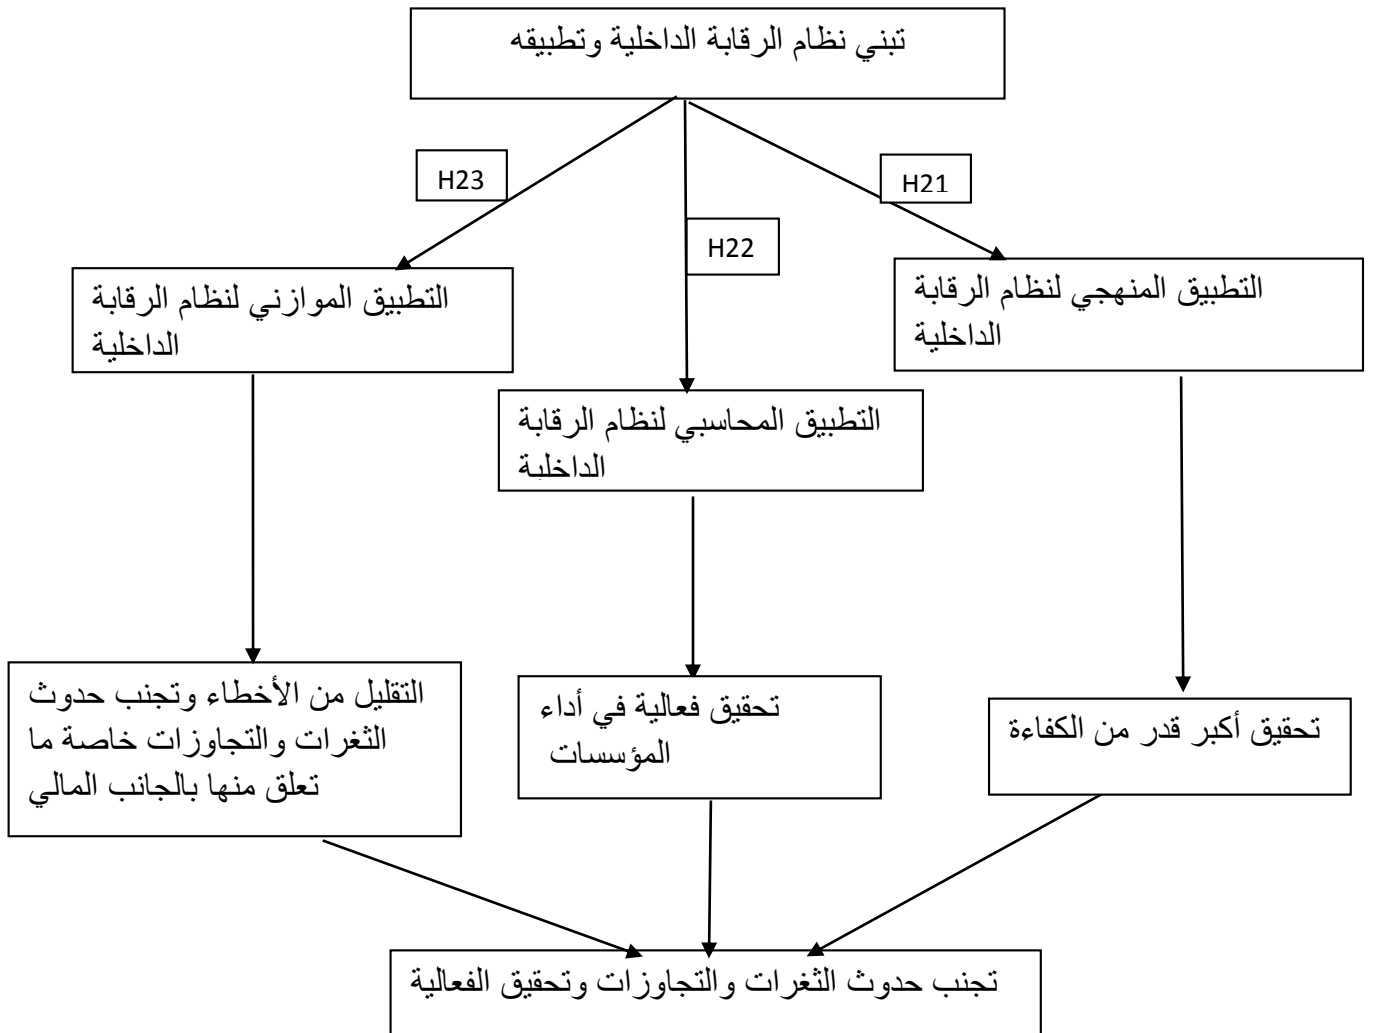 تبني نظام الرقابة الداخلية وتطبيقه
H21
H23
H22
التطبيق المنهجي لنظام الرقابة
الداخلية
التطبيق الموازني لنظام الرقابة
الداخلية
التطبيق المحاسبي لنظام الرقابة
الداخلية
تحقيق أكبر قدر من الكفاءة
تحقيق فعالية في أداء
المؤسسات
التقليل من الأخطاء وتجنب حدوث
الثغرات والتجاوزات خاصة ما
تعلق منها بالجانب المالي
تجنب حدوث الثغرات والتجاوزات وتحقيق الفعالية